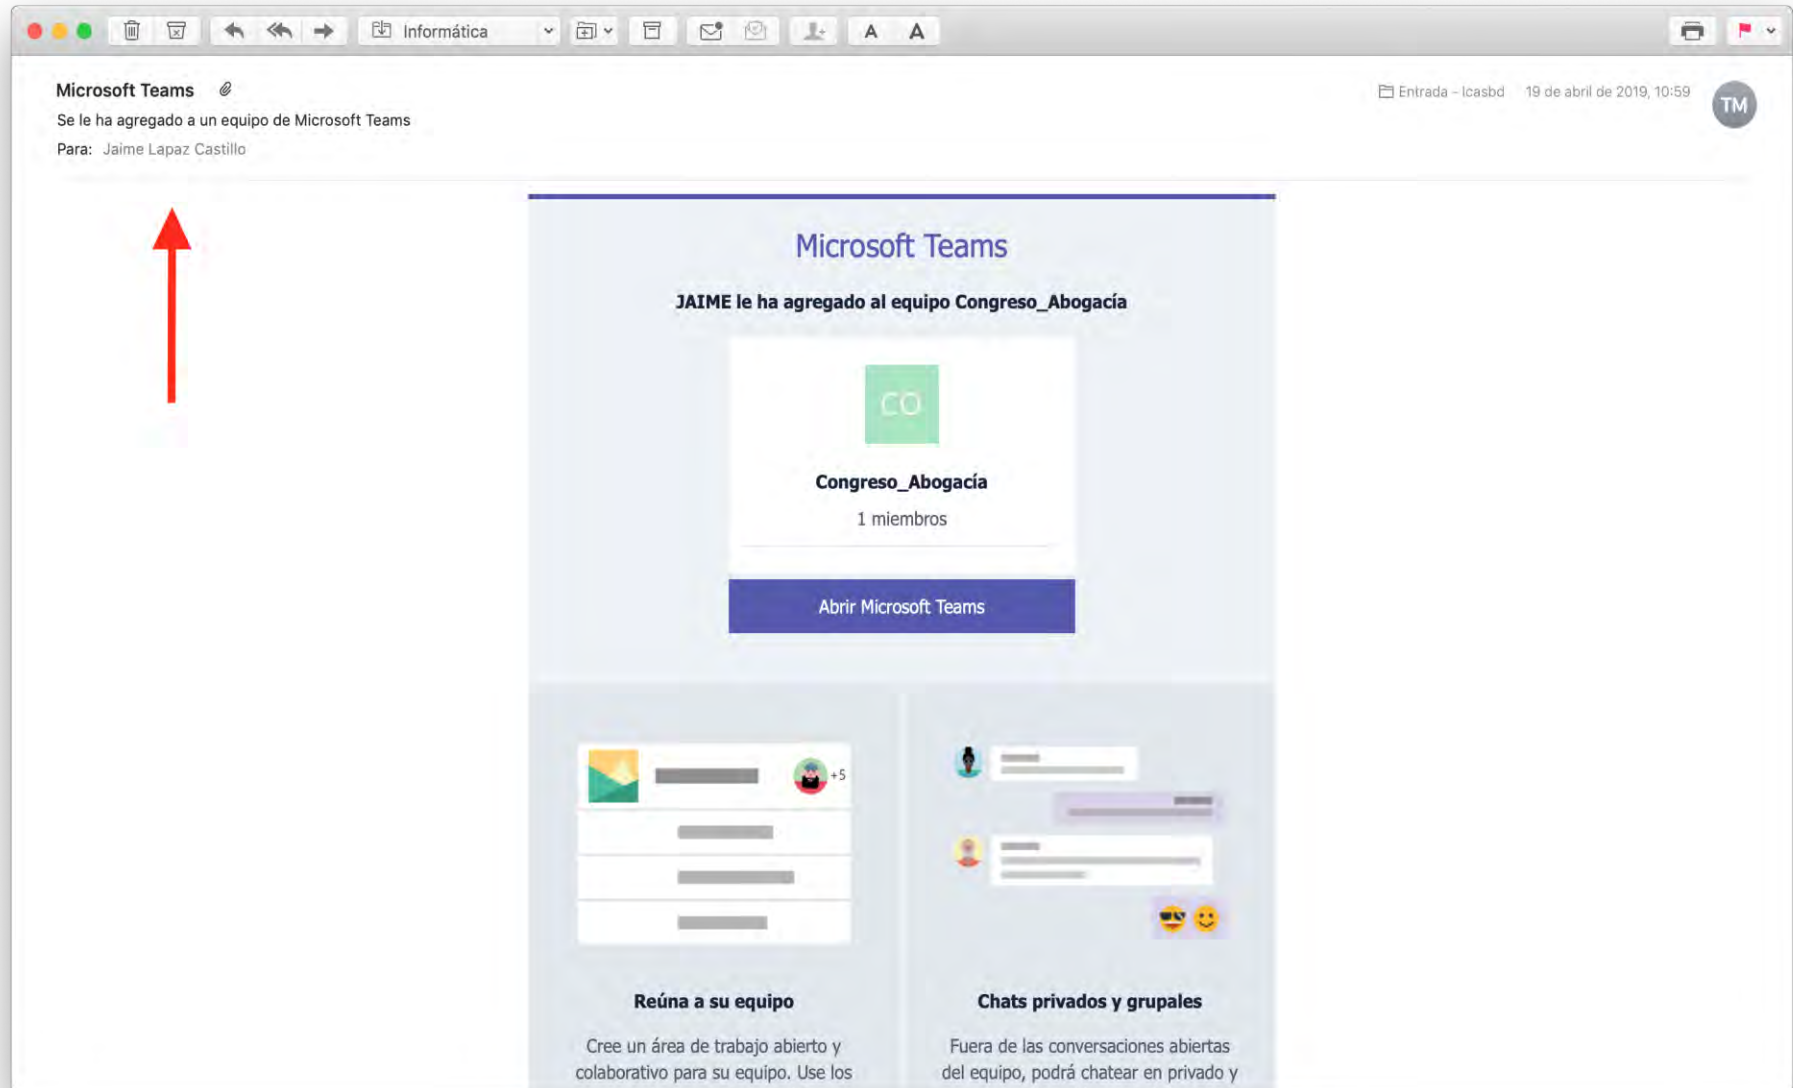 Informática
A A
Microsoft Teams
Entrada - Icasbd 19 de abril de 2019, 10:59
TM
Se le ha agregado a un equipo de Microsoft Teams
Para: Jaime Lapaz Castillo
Microsoft Teams
JAIME le ha agregado al equipo Congreso_Abogacía
CO
Congreso_Abogacía
1 miembros
Abrir Microsoft Teams
+5
Reúna a su equipo
Cree un área de trabajo abierto y
colaborativo para su equipo. Use los
Chats privados y grupales
Fuera de las conversaciones abiertas
del equipo, podrá chatear en privado y